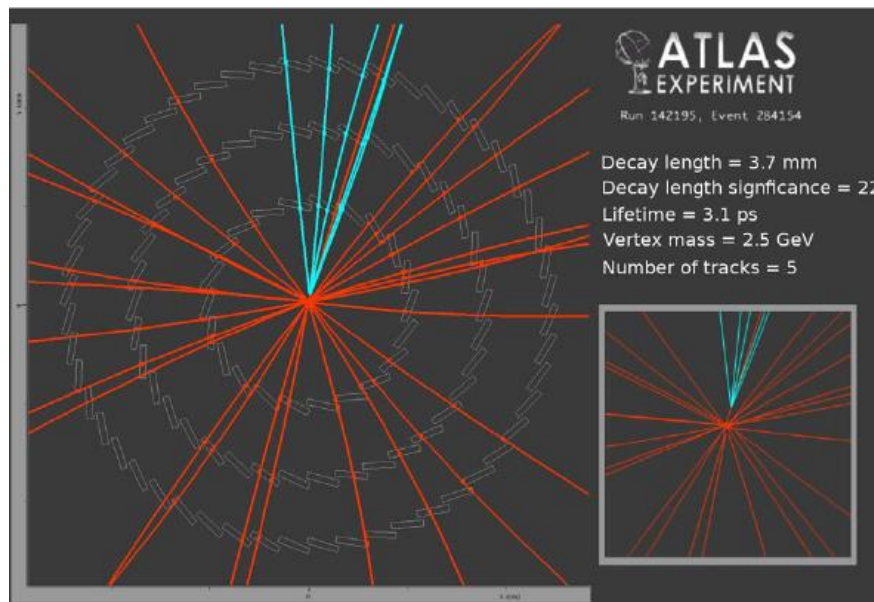 ATLAS
EXPERIMENT
Run 142195, Event 284154
Decay length = 3.7 mm
Decay length signficance = 22
Lifetime = 3.1 ps
Vertex mass = 2.5 GeV
Number of tracks = 5